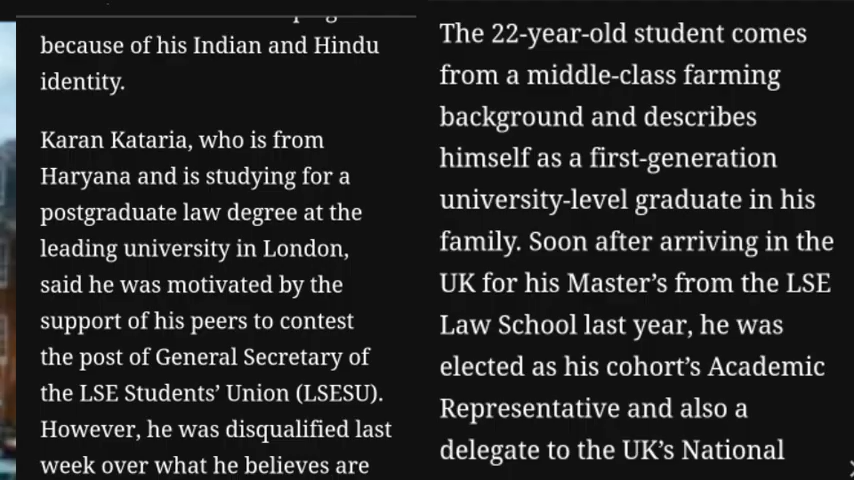 because of his Indian and Hindu
identity.
Karan Kataria, who is from
Haryana and is studying for a
postgraduate law degree at the
leading university in London,
said he was motivated by the
support of his peers to contest
the post of General Secretary of
the LSE Students’ Union (LSESU).
However, he was disqualified last
week over what he believes are
The 22-year-old student comes
from a middle-class farming
background and describes
himself as a first-generation
university-level graduate in his
family. Soon after arriving in the
UK for his Master’s from the LSE
Law School last year, he was
elected as his cohort’s Academic
Representative and also a
delegate to the UK’s National